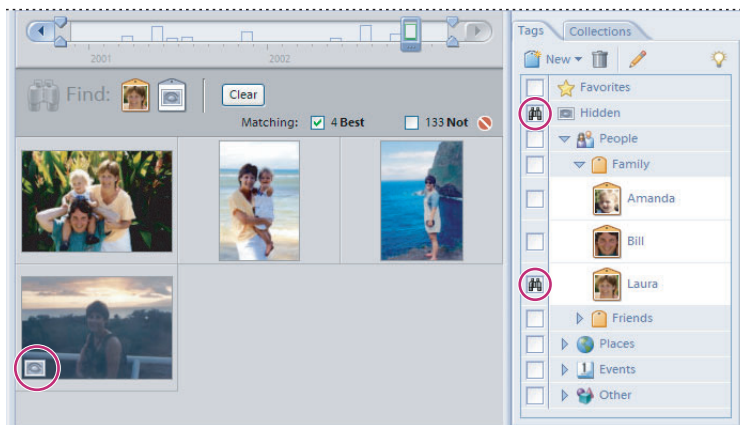 2001 2002
Find: Clear
Matching: 4 Best 133 Not
Tags Collections
New
Favorites
Hidden
People
Family
Amanda
Bill
Laura
Friends
Places
1 Events
Other